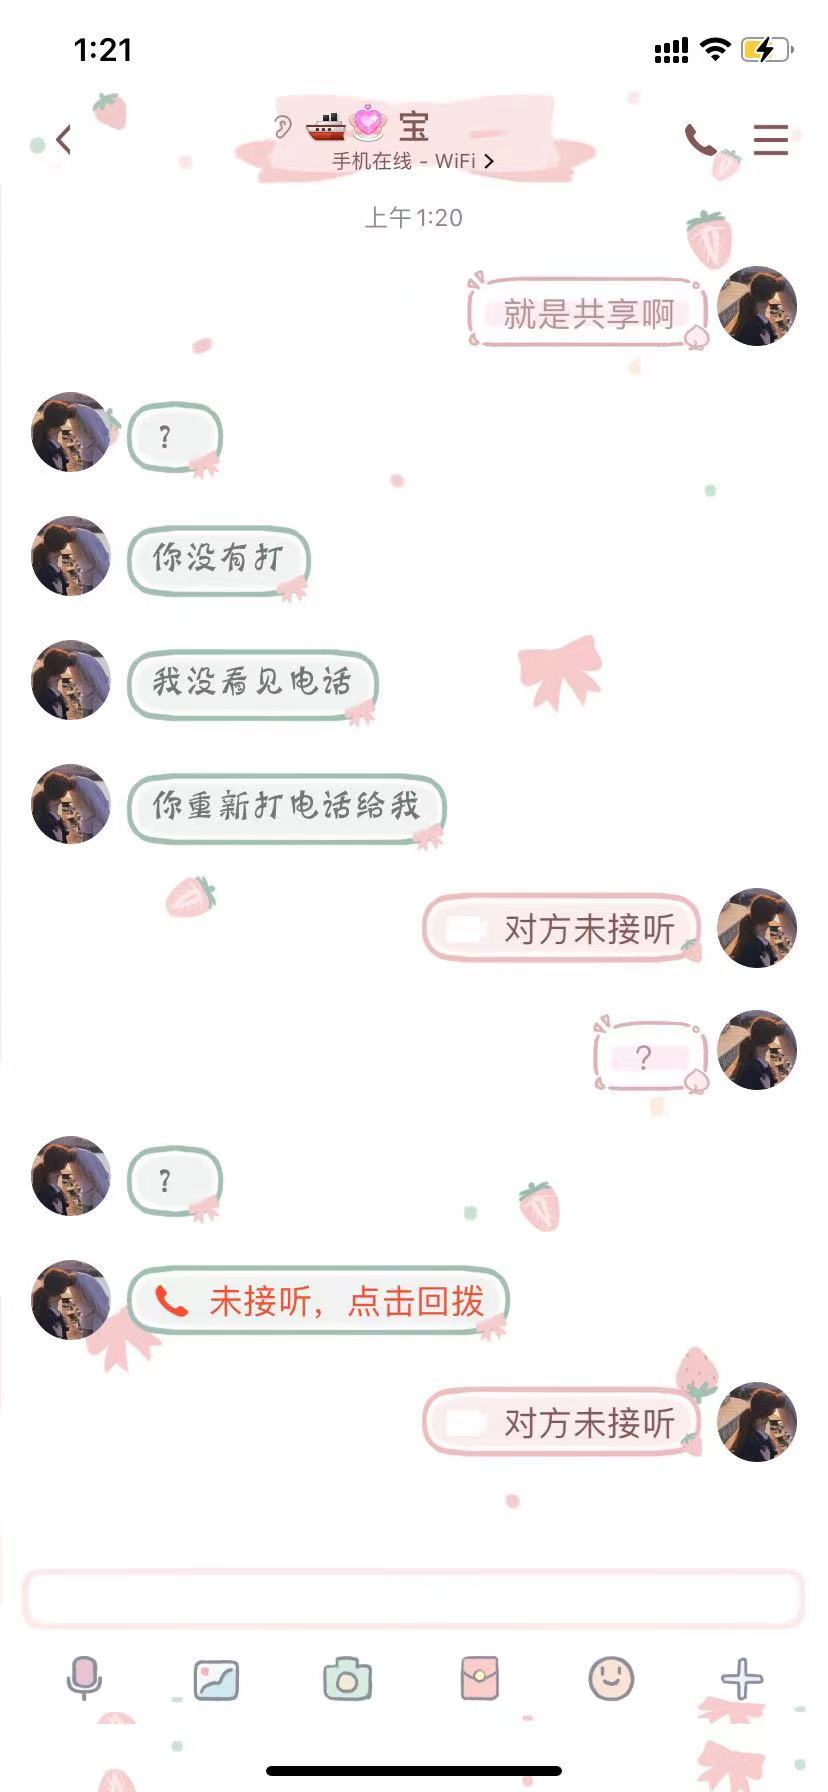 1:21
宝
手机在线 - WiFi
上午1:20
就是共享啊
?
你没有打
我没看见电话
你重新打电话给我
对方未接听
?
?
未接听，点击回拨
对方未接听